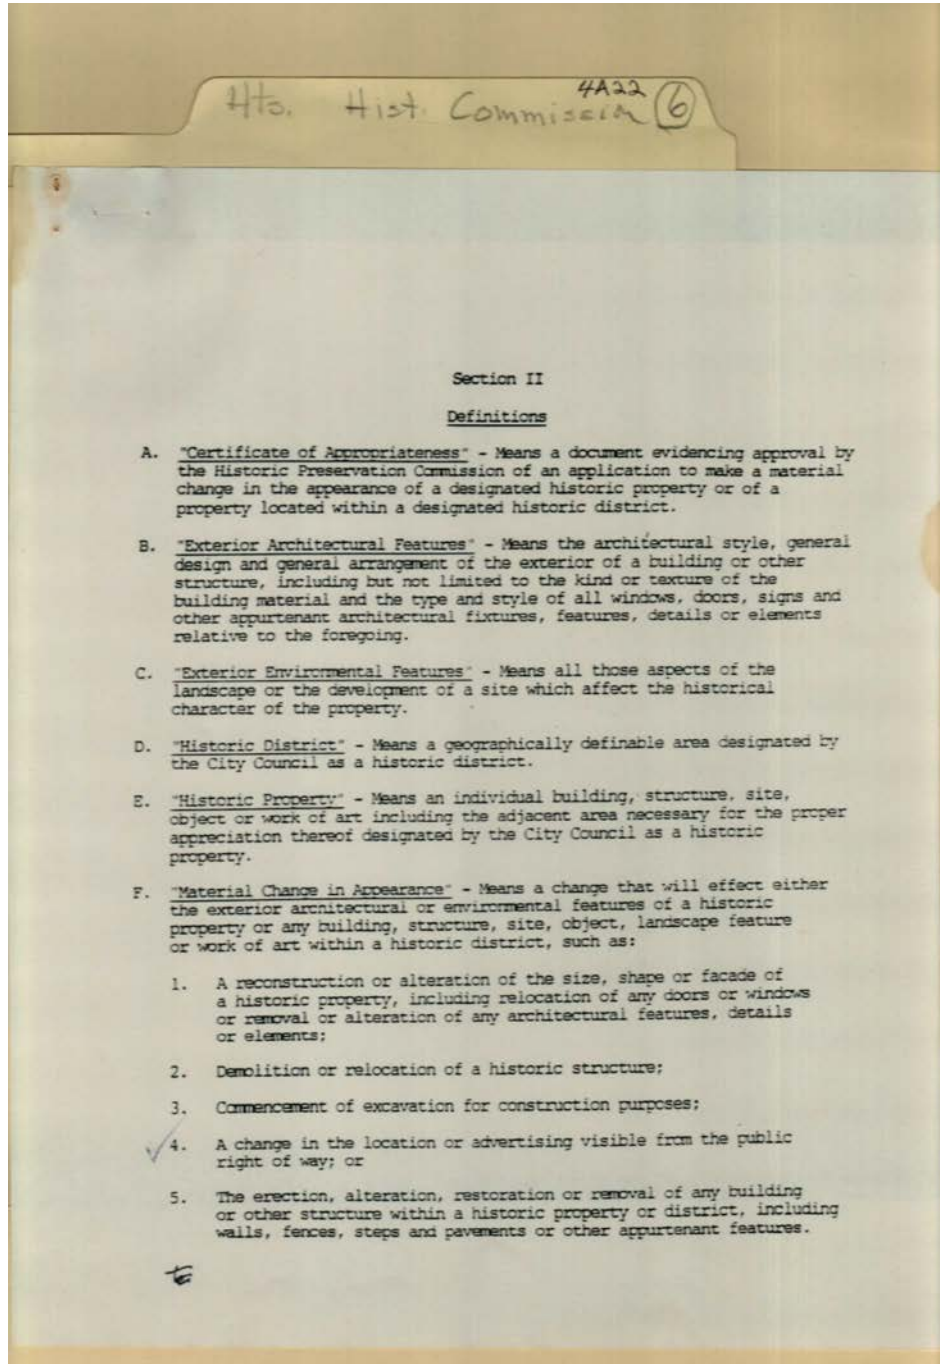 4A22
Hts. Hist. Commission 6
Section II
Definitions
A. "Certificate of Appropriateness" - Means a document evidencing approval by
the Historic Preservation Commission of an application to make a material
change in the appearance of a designated historic property or of a
property located within a designated historic district.
B. "Exterior Architectural Features" - Means the architectural style, general
design and general arrangement of the exterior of a building or other
structure, including but not limited to the kind or texture of the
building material and the type and style of all windows, doors, signs and
other appurtenant architectural fixtures, features, details or elements
relative to the foregoing.
C. "Exterior Environmental Features" - Means all those aspects of the
landscape or the development of a site which affect the historical
character of the property.
D. "Historic District" - Means a geographically definable area designated by
the City Council as a historic district.
E. "Historic Property" - Means an individual building, structure, site,
object or work of art including the adjacent area necessary for the proper
appreciation thereof designated by the City Council as a historic
property.
F. "Material Change in Appearance" - Means a change that will effect either
the exterior architectural or environmental features of a historic
property or any building, structure, site, object, landscape feature
or work of art within a historic district, such as:
1. A reconstruction or alteration of the size, shape or facade of
a historic property, including relocation of any doors or windows
or removal or alteration of any architectural features, details
or elements;
2. Demolition or relocation of a historic structure;
3. Commencement of excavation for construction purposes;
4. A change in the location or advertising visible from the public
right of way; or
5. The erection, alteration, restoration or removal of any building
or other structure within a historic property or district, including
walls, fences, steps and pavements or other appurtenant features.